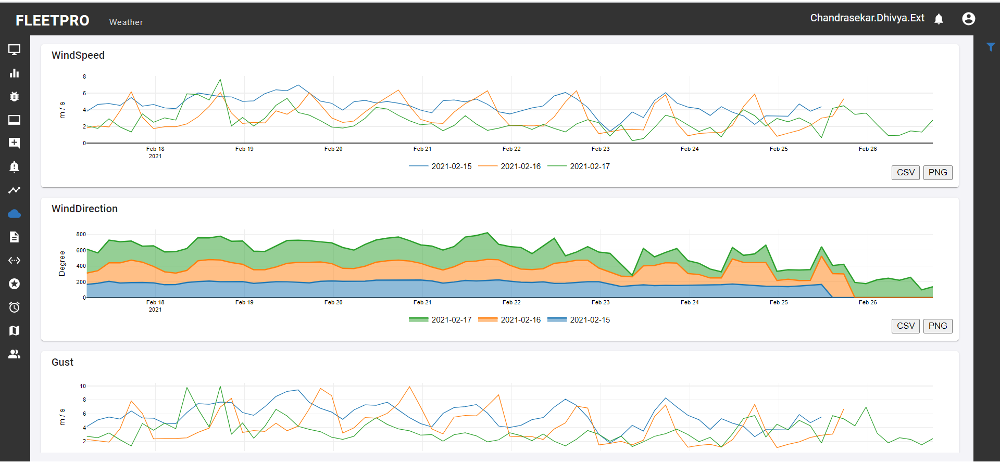 FLEETPRO Weather Chandrasekar.Dhivya.Ext
WindSpeed
8
6
4
2
0
m / s
Feb 18 Feb 19 Feb 20 Feb 21 Feb 22 Feb 23 Feb 24 Feb 25 Feb 26
2021
2021-02-15 2021-02-16 2021-02-17
CSV PNG
WindDirection
800
600
400
200
0
Degree
Feb 18 Feb 19 Feb 20 Feb 21 Feb 22 Feb 23 Feb 24 Feb 25 Feb 26
2021
2021-02-17 2021-02-16 2021-02-15
CSV PNG
Gust
10
8
6
4
2
m / s